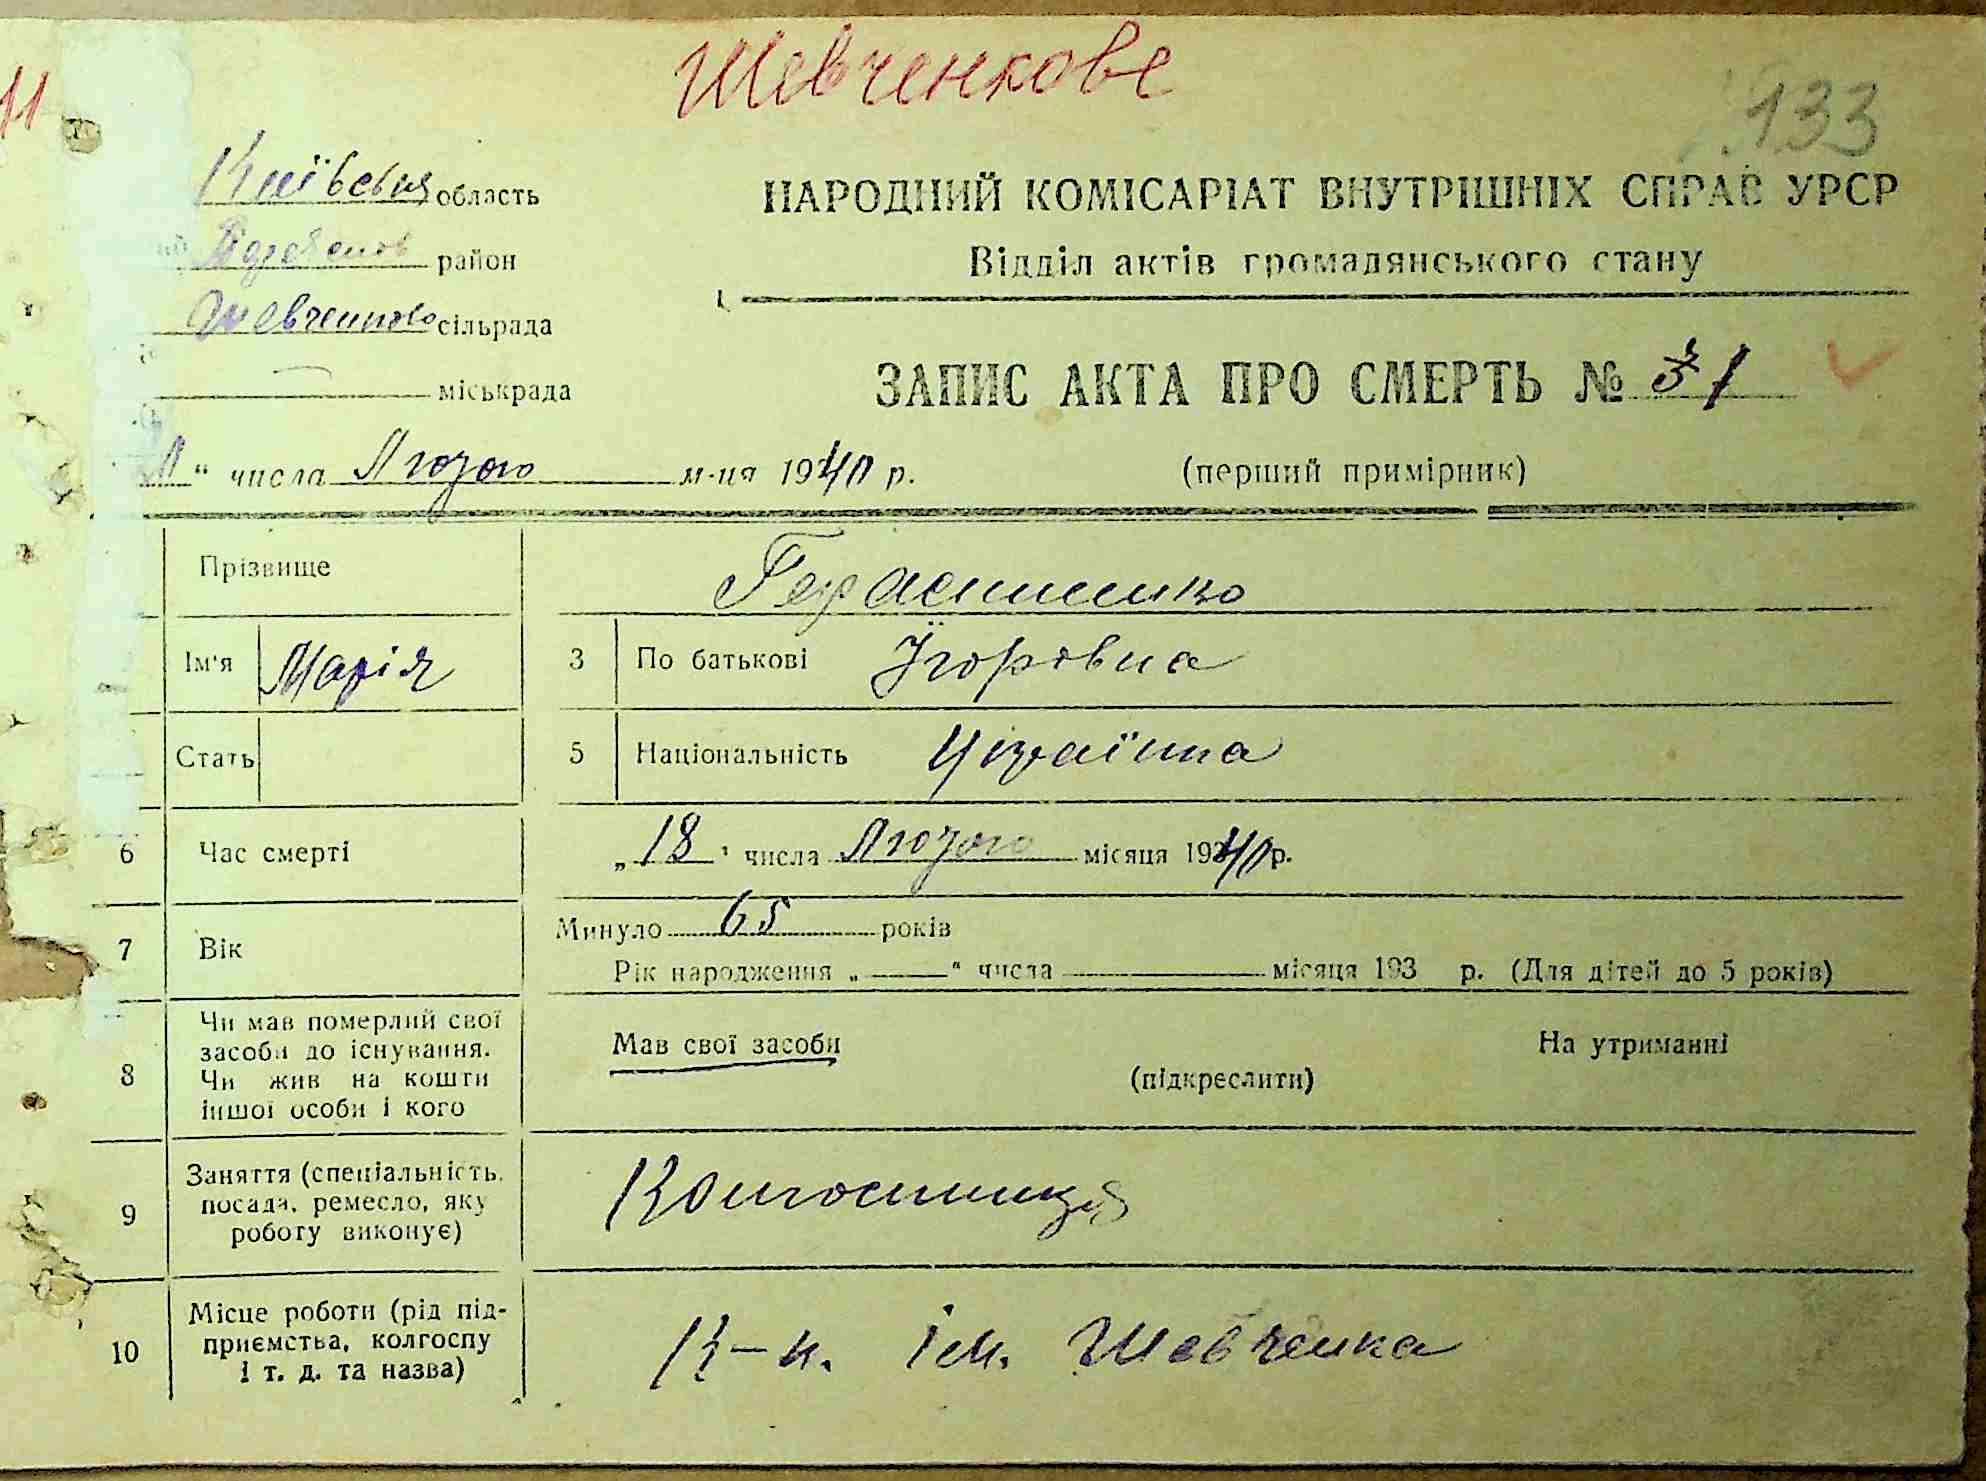 Шевченкове
11
133
Київська область
район
Шевченково сільрада
міськрада
НАРОДНИЙ КОМІСАРІАТ ВНУТРІШНІХ СПРАВ УРСР
Відділ актів громадянського стану
ЗАПИС АКТА ПРО СМЕРТЬ № 31
“ числа Лютого м-ця 1940 р.
(перший примірник)
Прізвище Герасименко
Ім'я Марія 3 По батькові Їгорівна
Стать 5 Національність Українка
6 Час смерті „18“ числа Лютого місяця 1940 р.
7 Вік Минуло 65 років
Рік народження „ “ числа місяця 193 р. (Для дітей до 5 років)
8 Чи мав померлий свої
засоби до існування.
Чи жив на кошти
іншої особи і кого
Мав свої засоби На утриманні
(підкреслити)
9 Заняття (спеціальність,
посада, ремесло, яку
роботу виконує)
Колгоспниця
10 Місце роботи (рід під-
приємства, колгоспу
і т. д. та назва)
К-п. ім. Шевченка